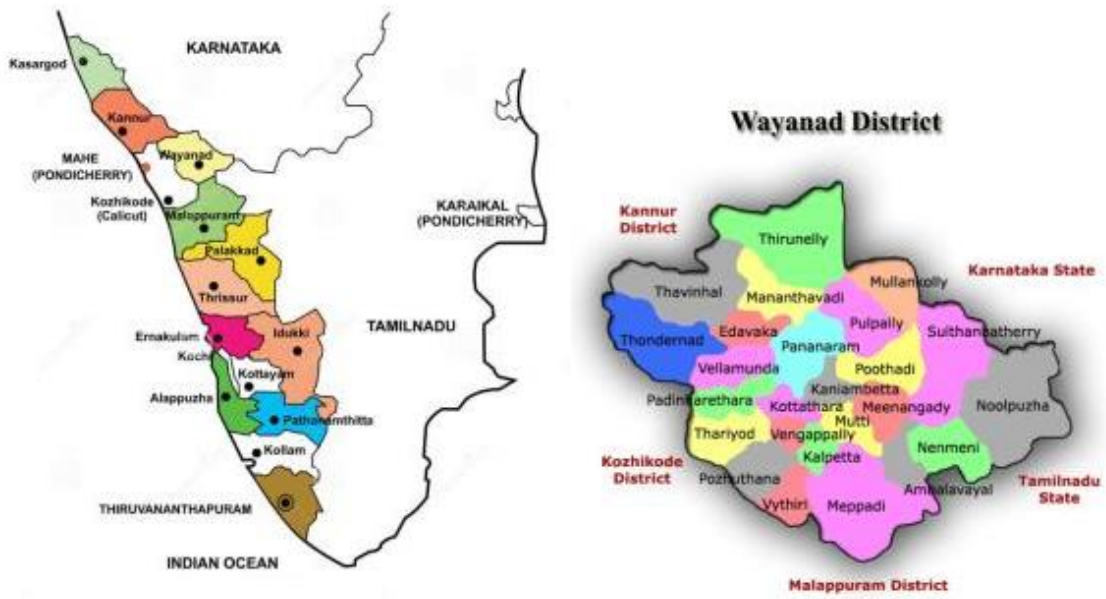 KARNATAKA
Kasargod
Kannur
Wayanad
MAHE
(PONDICHERRY)
Kozhikode
(Calicut)
Malappuram
KARAIKAL
(PONDICHERRY)
Palakkad
Thrissur
Ernakulum
Idukki
TAMILNADU
Kochi
Kottayam
Alappuzha
Pathanamthitta
Kollam
THIRUVANANTHAPURAM
INDIAN OCEAN
Wayanad District
Kannur
District
Thirunelly
Karnataka State
Mullankolly
Thavinhal
Mananthavadi
Edavaka
Pulpally
Sulthanbatherry
Thondernad
Pananaram
Vellamunda
Poothadi
Kaniambetta
Padinharethara
Kottathara
Meenangady
Noolpuzha
Mutti
Thariyod
Vengappally
Nenmeni
Kalpetta
Kozhikode
District
Pozhuthana
Ambalavayal
Tamilnadu
State
Vythiri
Meppadi
Malappuram District